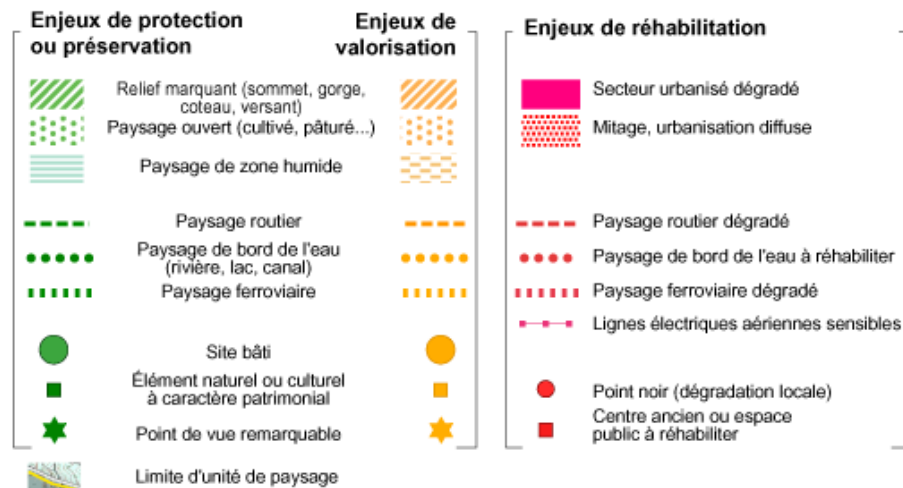 Enjeux de protection
ou préservation
Enjeux de
valorisation
Enjeux de réhabilitation
Relief marquant (sommet, gorge,
coteau, versant)
Paysage ouvert (cultivé, pâturé...)
Paysage de zone humide
Paysage routier
Paysage de bord de l'eau
(rivière, lac, canal)
Paysage ferroviaire
Site bâti
Élément naturel ou culturel
à caractère patrimonial
Point de vue remarquable
Limite d'unité de paysage
Secteur urbanisé dégradé
Mitage, urbanisation diffuse
Paysage routier dégradé
Paysage de bord de l'eau à réhabiliter
Paysage ferroviaire dégradé
Lignes électriques aériennes sensibles
Point noir (dégradation locale)
Centre ancien ou espace
public à réhabiliter